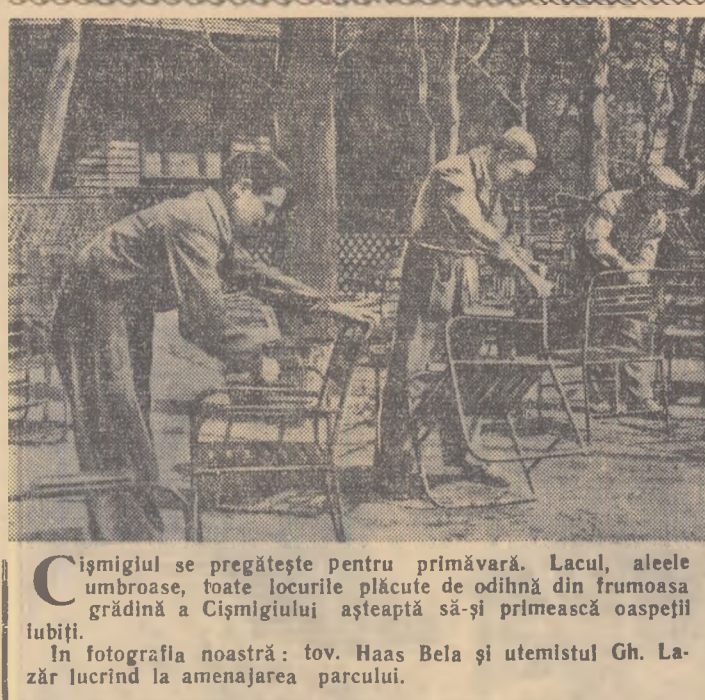 Cişmigiul se pregăteşte pentru primăvară. Lacul, aleele
umbroase, toate locurile plăcute de odihnă din frumoasa
grădină a Cişmigiului aşteaptă să-şi primească oaspeţii
iubiţi.
In fotografia noastră : tov. Haas Bela şi utemistul Gh. La-
zăr lucrînd la amenajarea parcului.